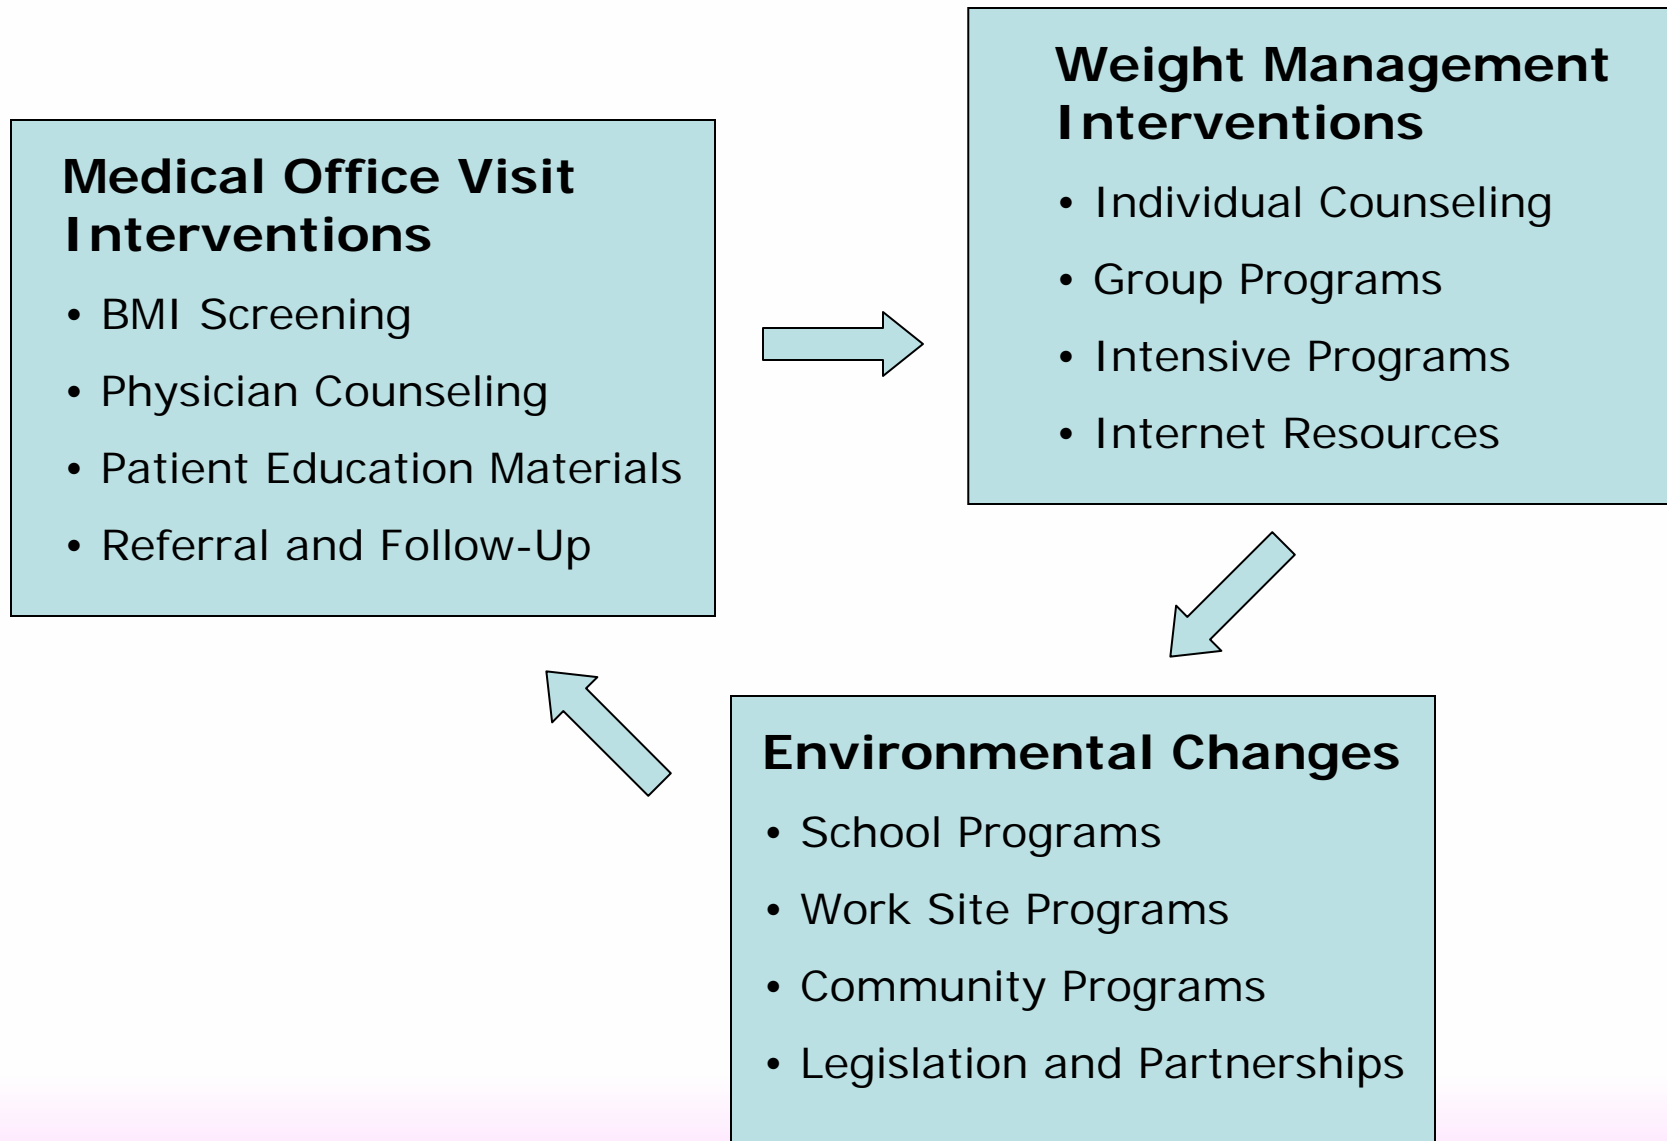 Medical Office Visit
Interventions
• BMI Screening
• Physician Counseling
• Patient Education Materials
• Referral and Follow-Up
Weight Management
Interventions
• Individual Counseling
• Group Programs
• Intensive Programs
• Internet Resources
Environmental Changes
• School Programs
• Work Site Programs
• Community Programs
• Legislation and Partnerships